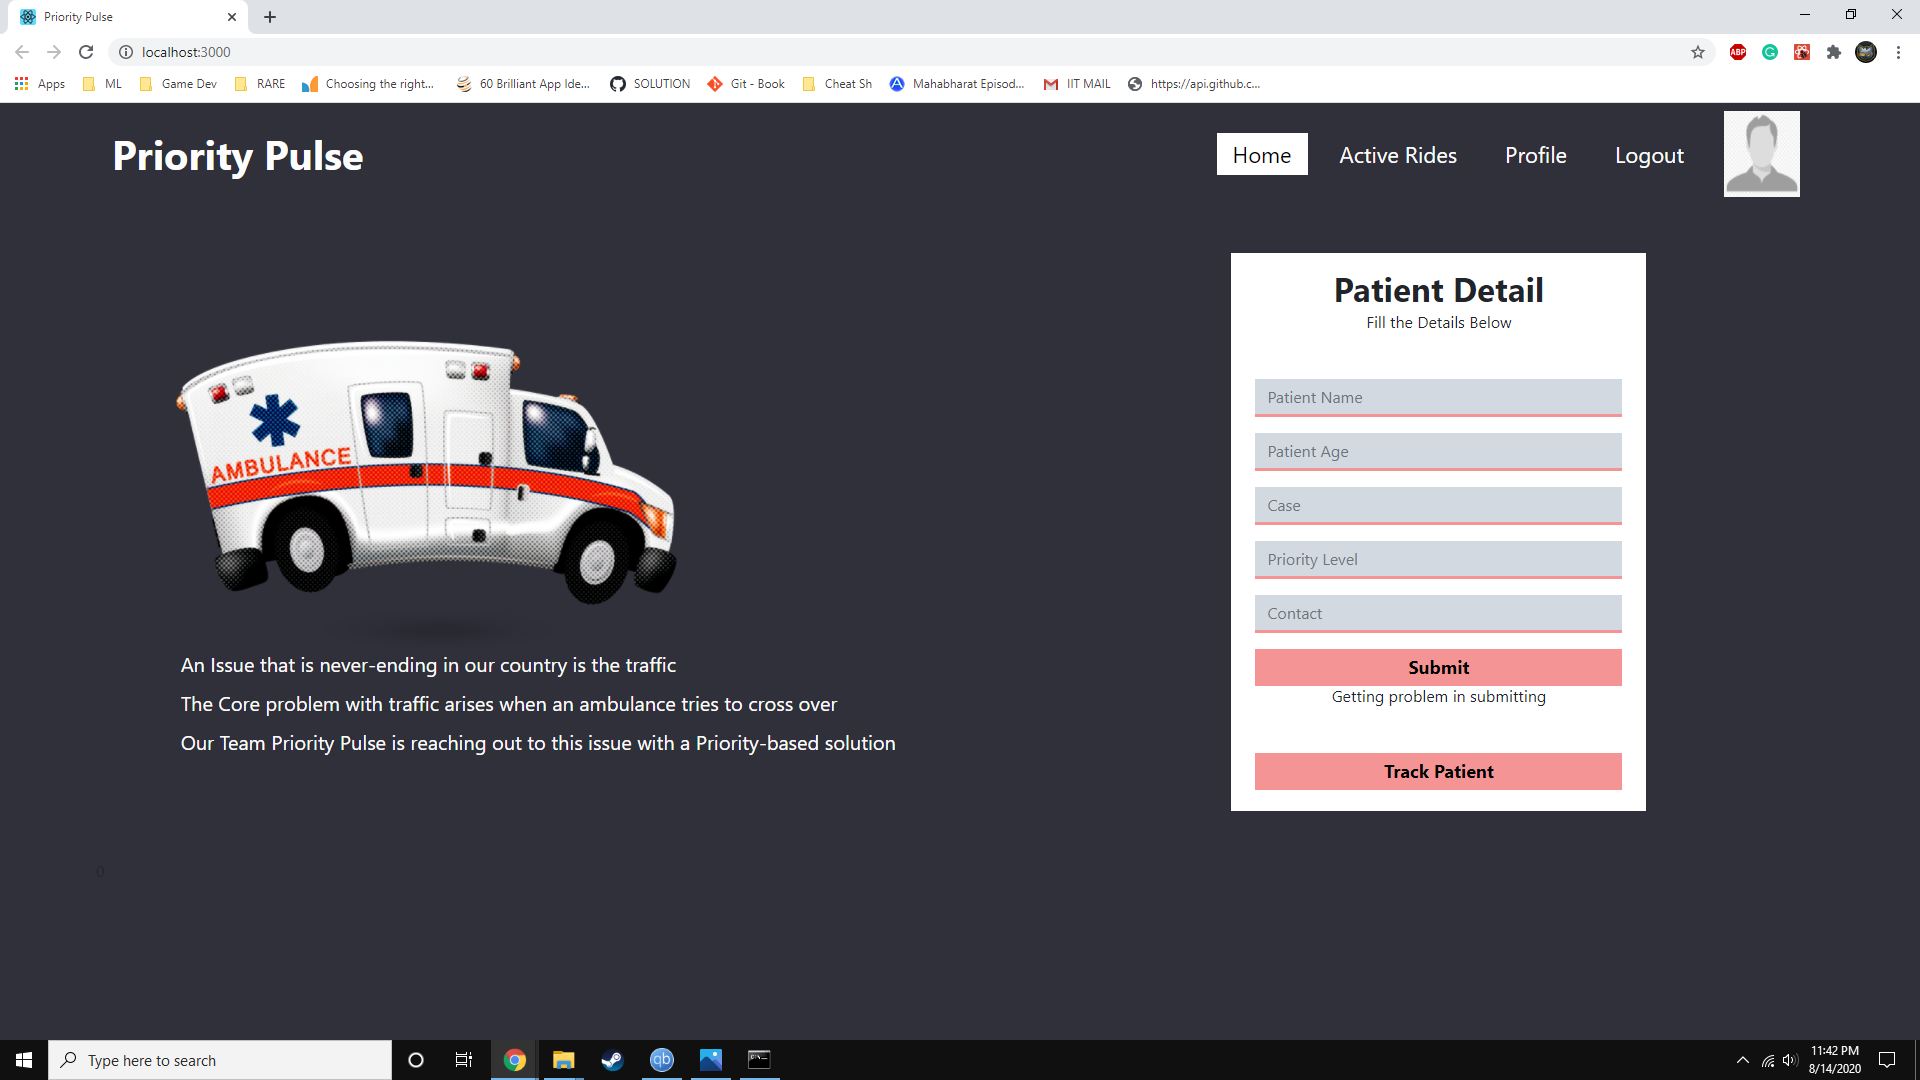 Priority Pulse
localhost:3000
Apps
ML
Game Dev
RARE
Choosing the right...
60 Brilliant App Ide...
SOLUTION
Git - Book
Cheat Sh
Mahabharat Episod...
IIT MAIL
https://api.github.c...
ABP
Priority Pulse
Home
Active Rides
Profile
Logout
AMBULANCE
An Issue that is never-ending in our country is the traffic
The Core problem with traffic arises when an ambulance tries to cross over
Our Team Priority Pulse is reaching out to this issue with a Priority-based solution
Patient Detail
Fill the Details Below
Patient Name
Patient Age
Case
Priority Level
Contact
Submit
Getting problem in submitting
Track Patient
0
Type here to search
qb
11:42 PM
8/14/2020